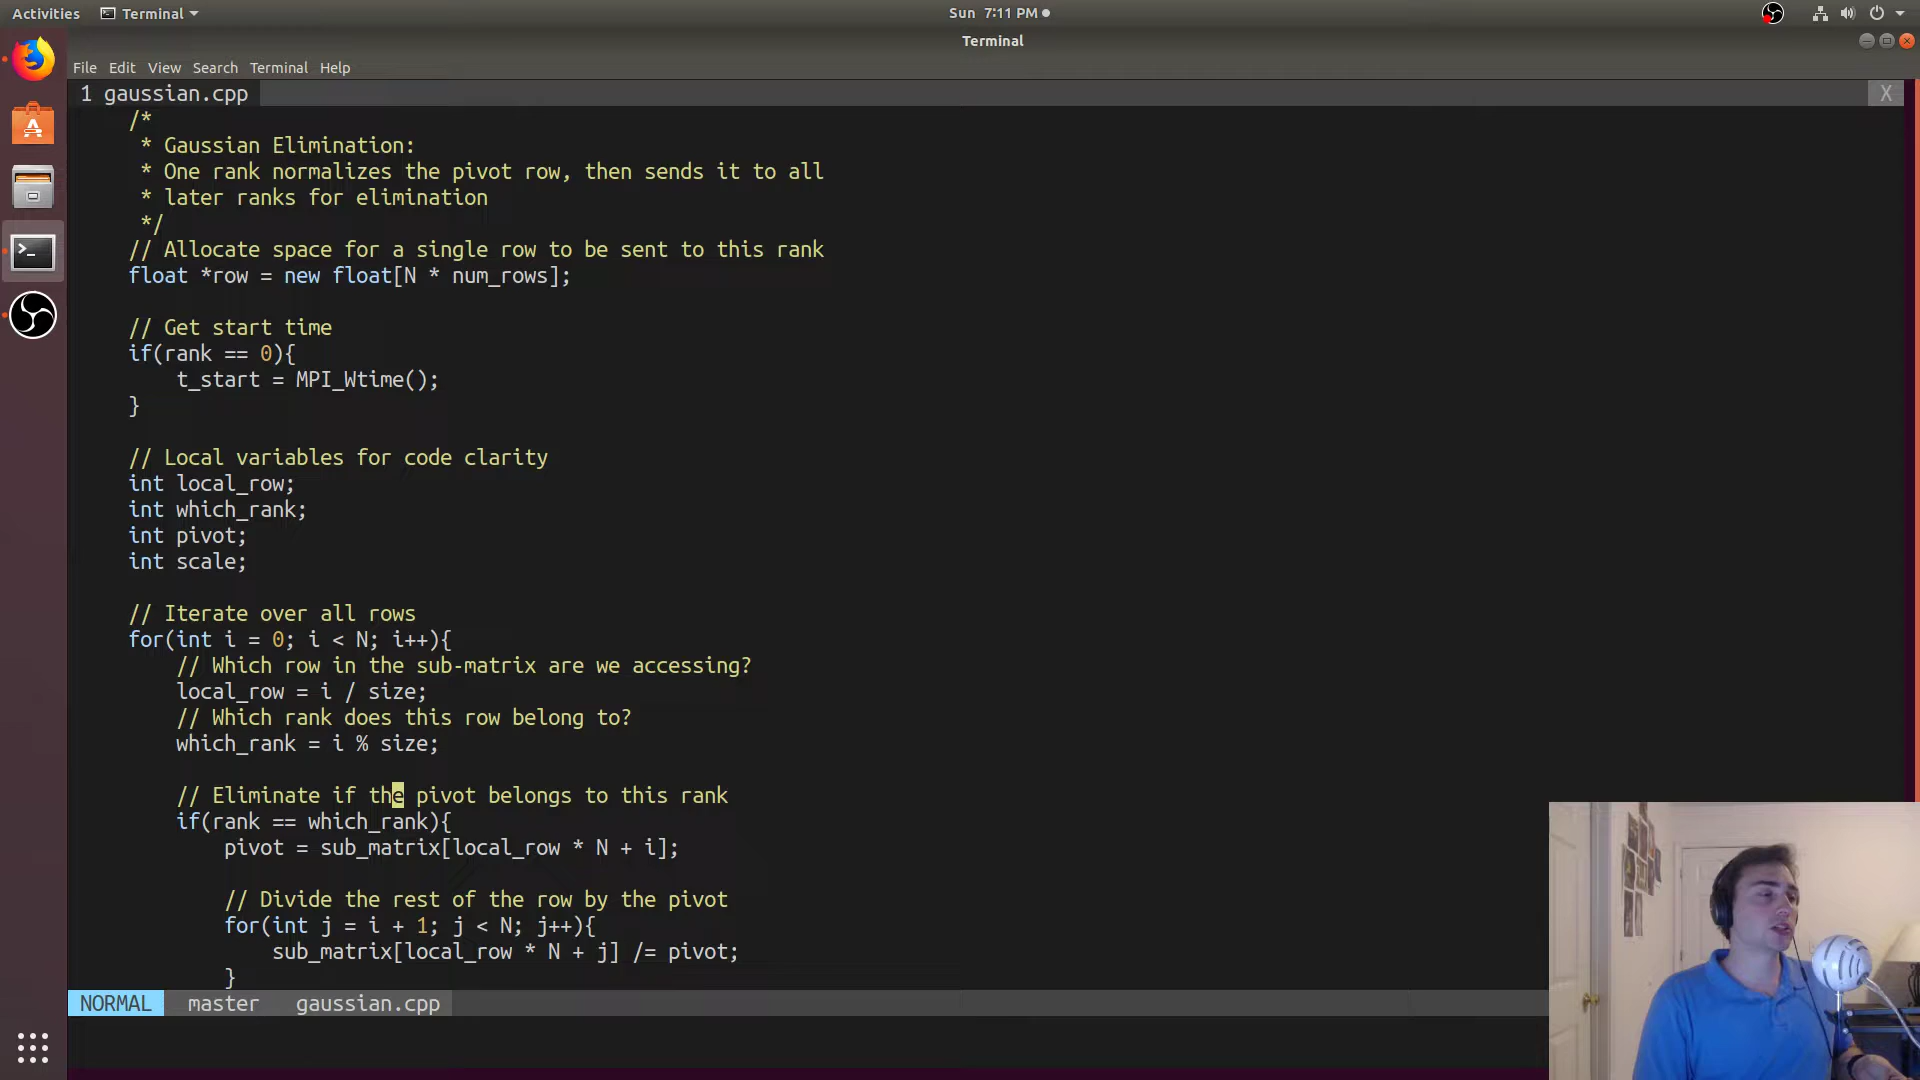 Activities Terminal Sun 7:11 PM
Terminal
File Edit View Search Terminal Help
1 gaussian.cpp X
/*
* Gaussian Elimination:
* One rank normalizes the pivot row, then sends it to all
* later ranks for elimination
*/
// Allocate space for a single row to be sent to this rank
float *row = new float[N * num_rows];
// Get start time
if(rank == 0){
t_start = MPI_Wtime();
}
// Local variables for code clarity
int local_row;
int which_rank;
int pivot;
int scale;
// Iterate over all rows
for(int i = 0; i < N; i++){
// Which row in the sub-matrix are we accessing?
local_row = i / size;
// Which rank does this row belong to?
which_rank = i % size;
// Eliminate if the pivot belongs to this rank
if(rank == which_rank){
pivot = sub_matrix[local_row * N + i];
// Divide the rest of the row by the pivot
for(int j = i + 1; j < N; j++){
sub_matrix[local_row * N + j] /= pivot;
}
NORMAL master gaussian.cpp